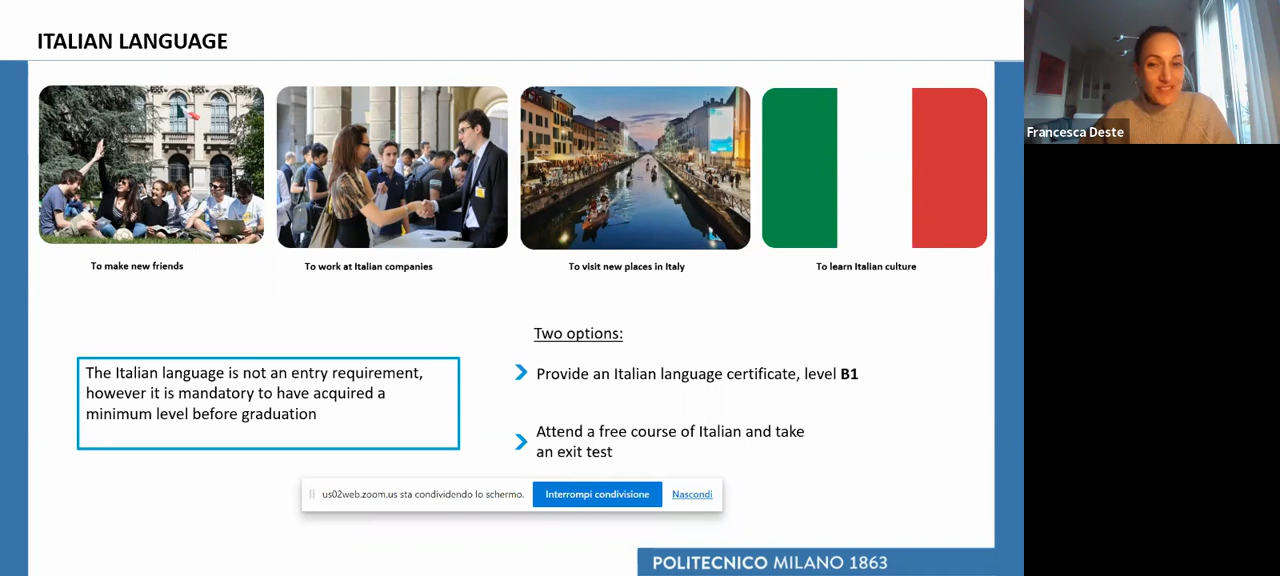 ITALIAN LANGUAGE
Francesca Deste
To make new friends
To work at Italian companies
To visit new places in Italy
To learn Italian culture
The Italian language is not an entry requirement,
however it is mandatory to have acquired a
minimum level before graduation
Two options:
Provide an Italian language certificate, level B1
Attend a free course of Italian and take
an exit test
us02web.zoom.us sta condividendo lo schermo.
Interrompi condivisione
Nascondi
POLITECNICO MILANO 1863